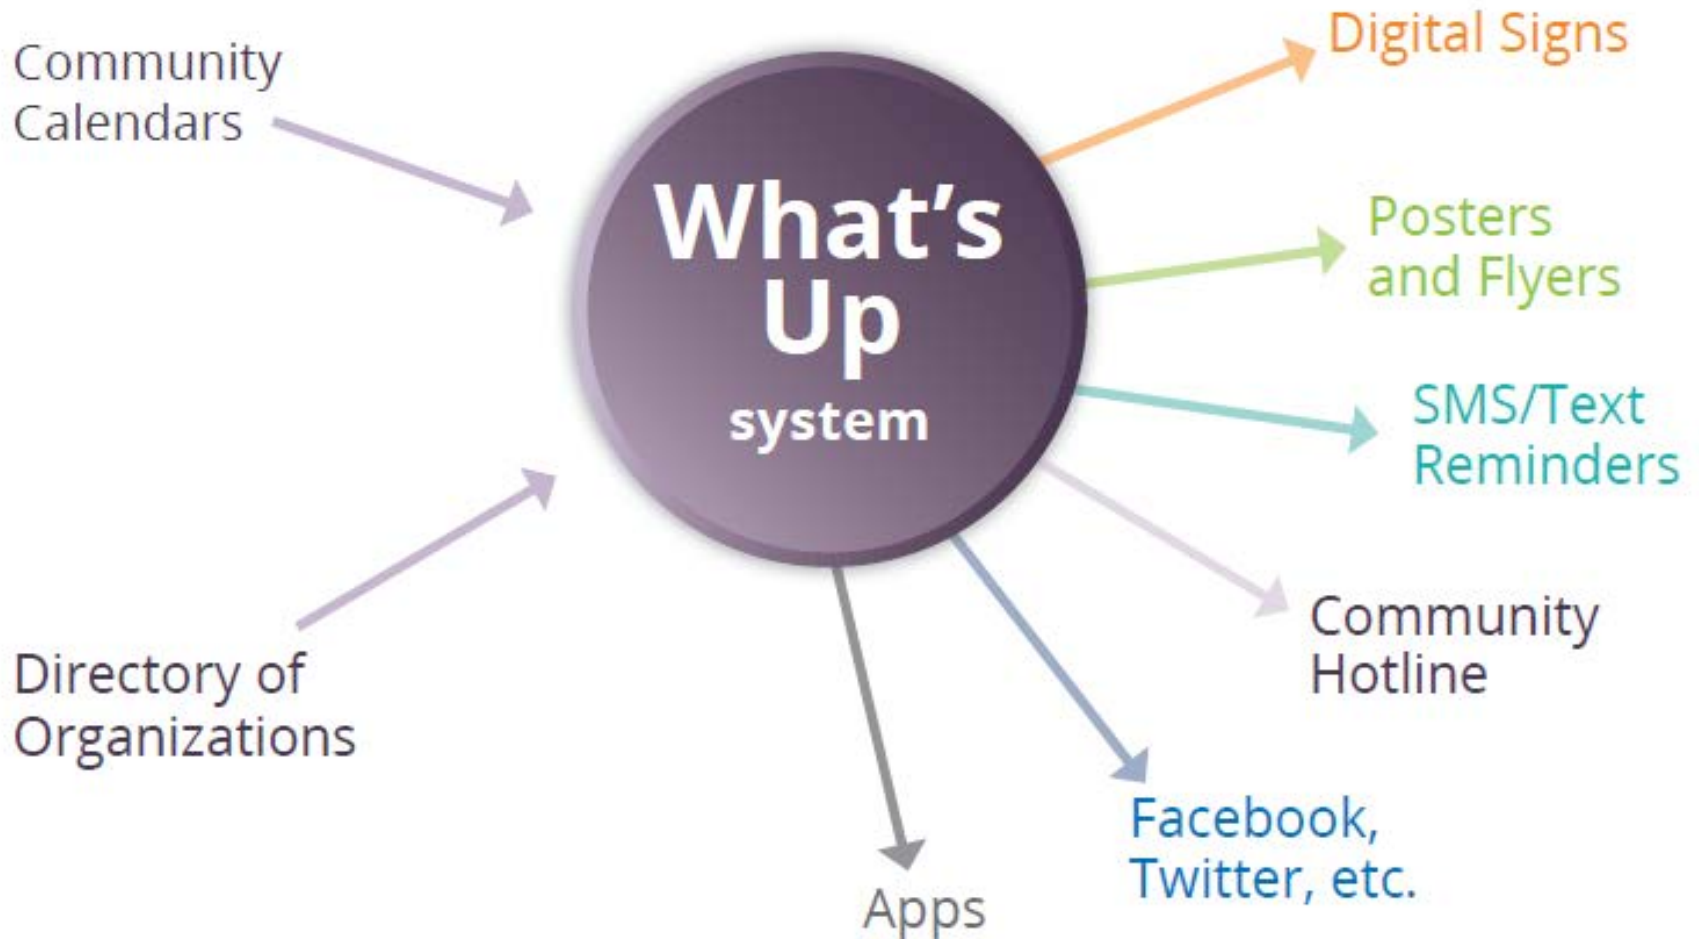 Community
Calendars
Directory of
Organizations
What's
Up
system
Digital Signs
Posters
and Flyers
SMS/Text
Reminders
Community
Hotline
Facebook,
Twitter, etc.
Apps